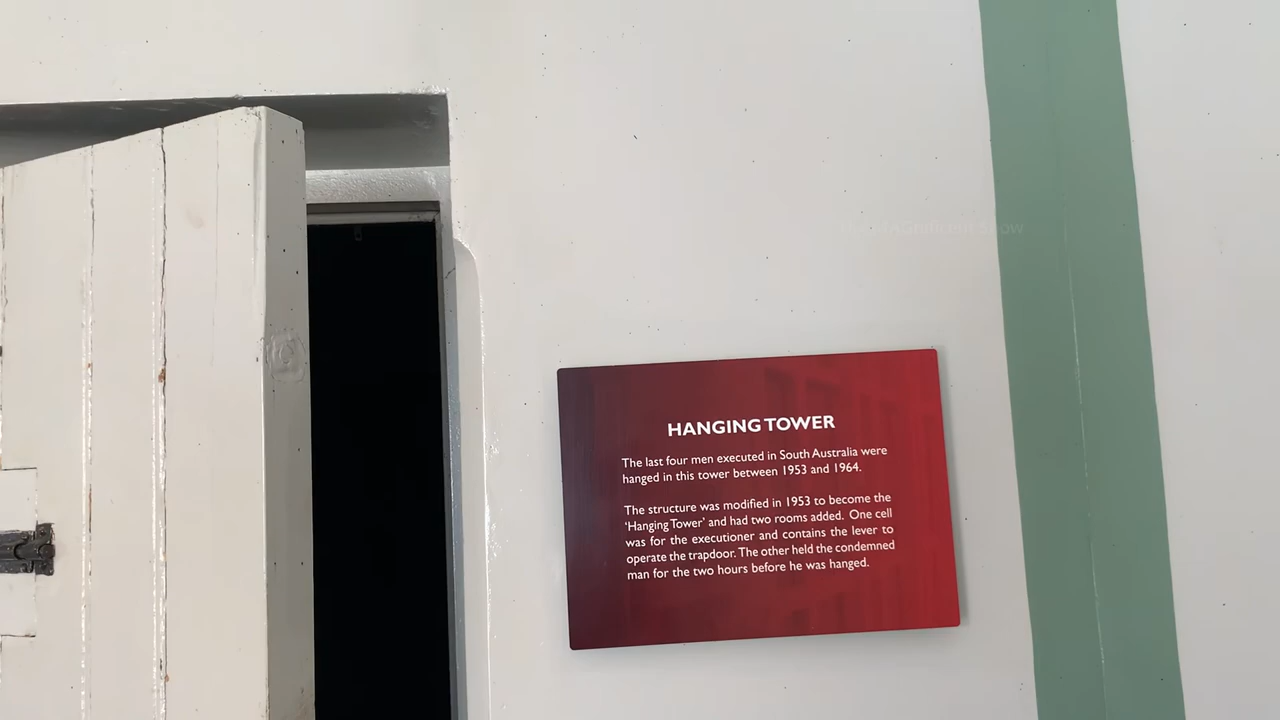 HANGING TOWER
The last four men executed in South Australia were
hanged in this tower between 1953 and 1964.
The structure was modified in 1953 to become the
‘Hanging Tower’ and had two rooms added. One cell
was for the executioner and contains the lever to
operate the trapdoor. The other held the condemned
man for the two hours before he was hanged.